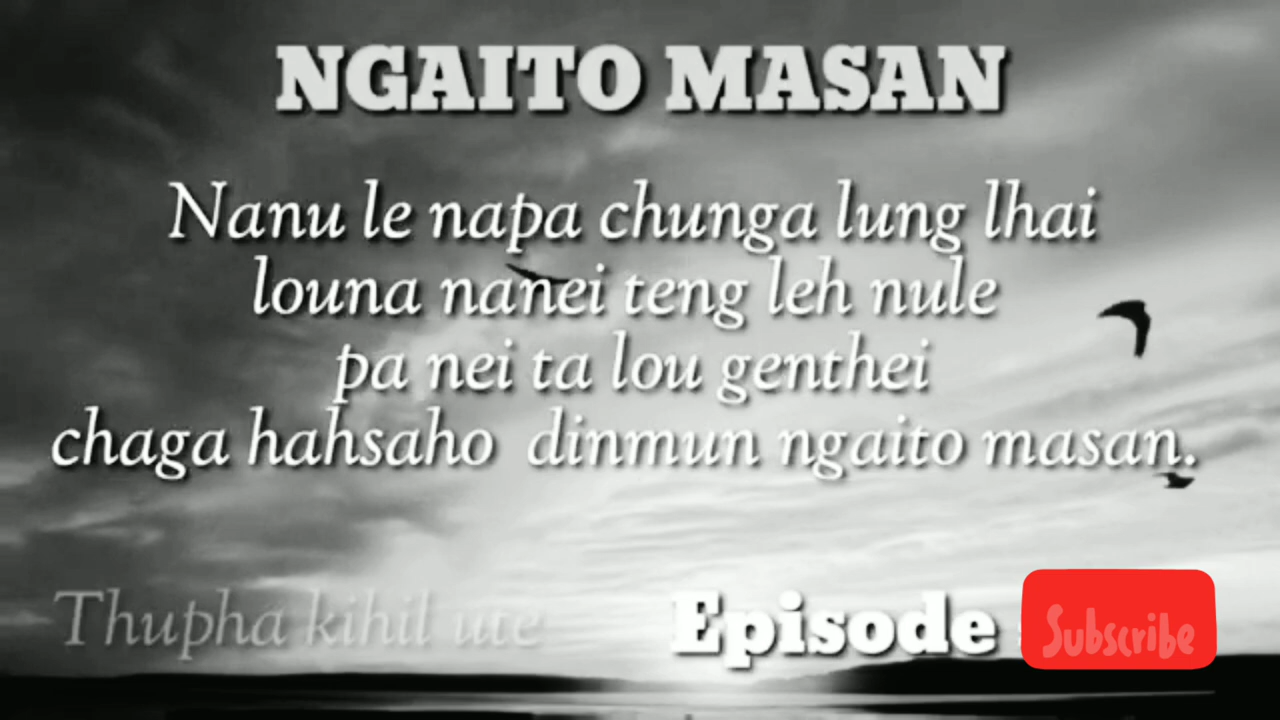 NGAITO MASAN
Nanu le napa chunga lung lhai
louna nanei teng leh nule
pa nei ta lou genthei
chaga hahsaho dinmun ngaito masan.
Thupha kihil ute
Episode
Subscribe